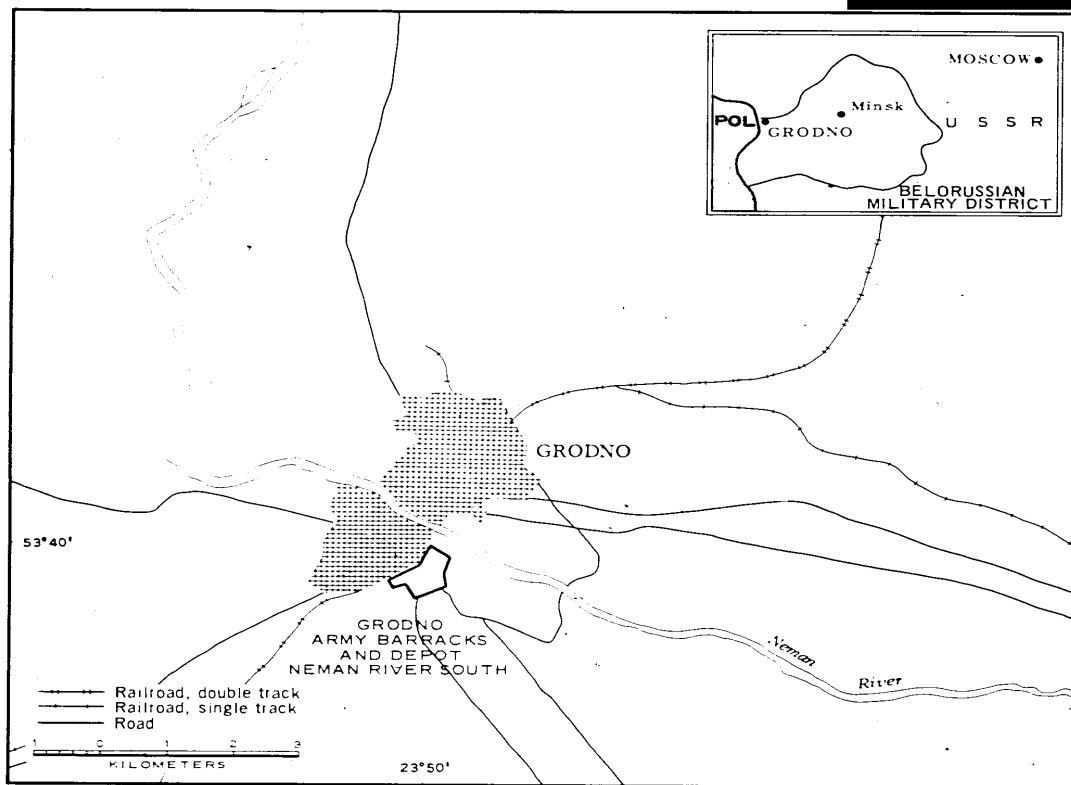 MOSCOW
Minsk
POL
GRODNO
U S S R
BELORUSSIAN
MILITARY DISTRICT
GRODNO
53°40'
GRODNO
ARMY BARRACKS
AND DEPOT
NEMAN RIVER SOUTH
Neman
River
Railroad, double track
Railroad, single track
Road
1 0 1 2 3
KILOMETERS
23°50'